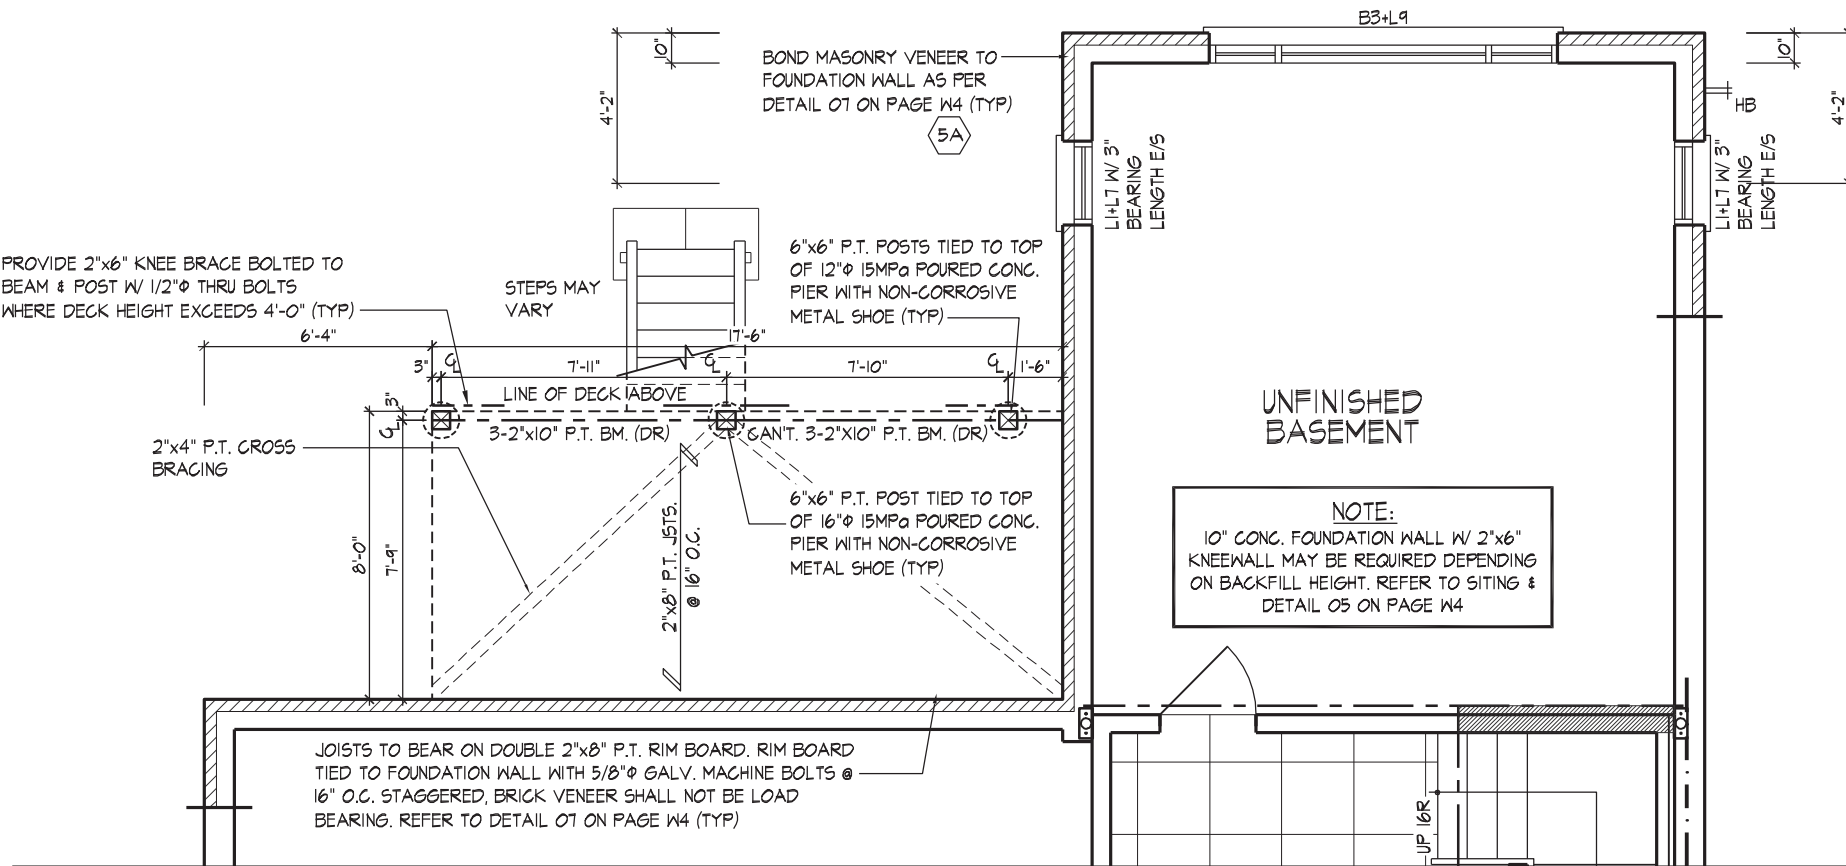 B3+L9
10"
4'-2"
BOND MASONRY VENEER TO
FOUNDATION WALL AS PER
DETAIL 07 ON PAGE W4 (TYP)
5A
10"
4'-2"
HB
L1+L7 W/ 3"
BEARING
LENGTH E/S
L1+L7 W/ 3"
BEARING
LENGTH E/S
PROVIDE 2"x6" KNEE BRACE BOLTED TO
BEAM & POST W/ 1/2"Φ THRU BOLTS
WHERE DECK HEIGHT EXCEEDS 4'-0" (TYP)
STEPS MAY
VARY
6"x6" P.T. POSTS TIED TO TOP
OF 12"Φ 15MPa POURED CONC.
PIER WITH NON-CORROSIVE
METAL SHOE (TYP)
6'-4"
17'-6"
3"
CL
7'-11"
CL
7'-10"
CL
1'-6"
LINE OF DECK ABOVE
3"
CL
3-2"x10" P.T. BM. (DR)
CAN'T. 3-2"X10" P.T. BM. (DR)
2"x4" P.T. CROSS
BRACING
8'-0"
7'-9"
2"x8" P.T. JSTS.
@ 16" O.C.
6"x6" P.T. POST TIED TO TOP
OF 16"Φ 15MPa POURED CONC.
PIER WITH NON-CORROSIVE
METAL SHOE (TYP)
UNFINISHED
BASEMENT
NOTE:
10" CONC. FOUNDATION WALL W/ 2"x6"
KNEEWALL MAY BE REQUIRED DEPENDING
ON BACKFILL HEIGHT. REFER TO SITING &
DETAIL 05 ON PAGE W4
JOISTS TO BEAR ON DOUBLE 2"x8" P.T. RIM BOARD. RIM BOARD
TIED TO FOUNDATION WALL WITH 5/8"Φ GALV. MACHINE BOLTS @
16" O.C. STAGGERED, BRICK VENEER SHALL NOT BE LOAD
BEARING. REFER TO DETAIL 07 ON PAGE W4 (TYP)
UP 16R